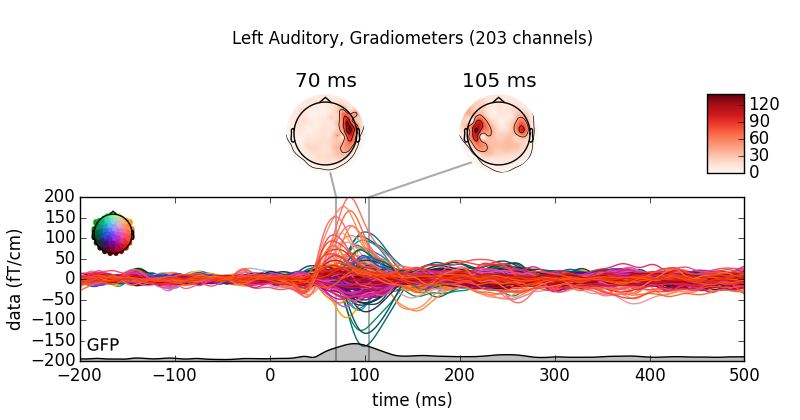 Left Auditory, Gradiometers (203 channels)
70 ms 105 ms
120
90
60
30
0
data (fT/cm)
200
150
100
50
0
−50
−100
−150
−200
GFP
−200 −100 0 100 200 300 400 500
time (ms)